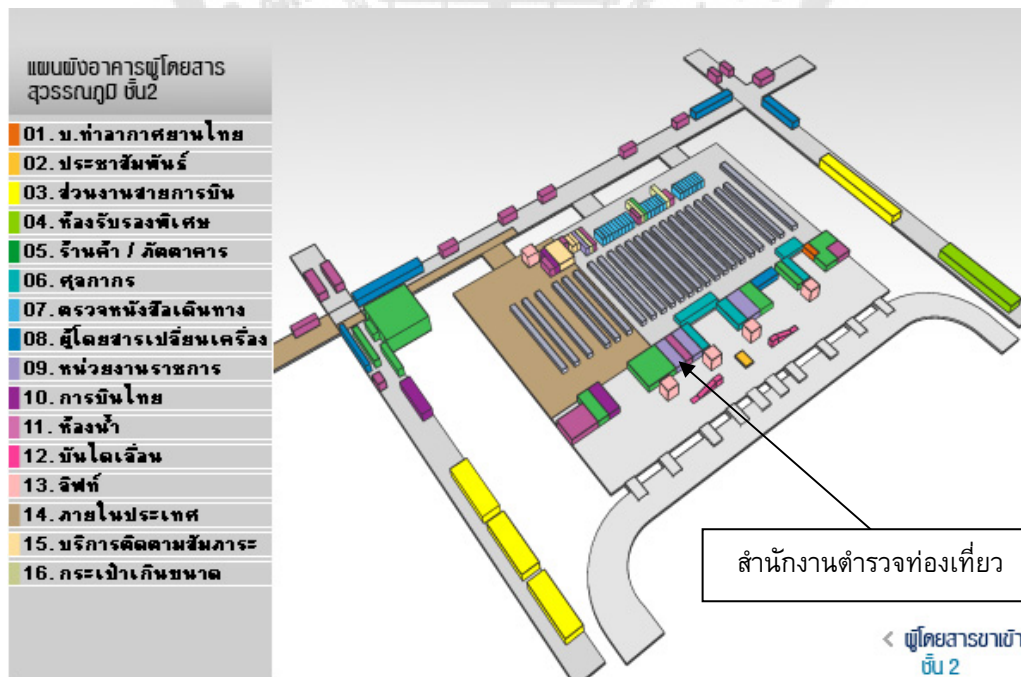 แผนผังอาคารผู้โดยสาร
สุวรรณภูมิ ชั้น2
01. บ.ท่าอากาศยานไทย
02. ประชาสัมพันธ์
03. ส่วนงานสายการบิน
04. ห้องรับรองพิเศษ
05. ร้านค้า / ภัตตาคาร
06. ศุลกากร
07. ตรวจหนังสือเดินทาง
08. ผู้โดยสารเปลี่ยนเครื่อง
09. หน่วยงานราชการ
10. การบินไทย
11. ห้องน้ำ
12. บันไดเลื่อน
13. ลิฟท์
14. ภายในประเทศ
15. บริการติดตามสัมภาระ
16. กระเป๋าเกินขนาด
สำนักงานตำรวจท่องเที่ยว
< ผู้โดยสารขาเข้า
ชั้น 2